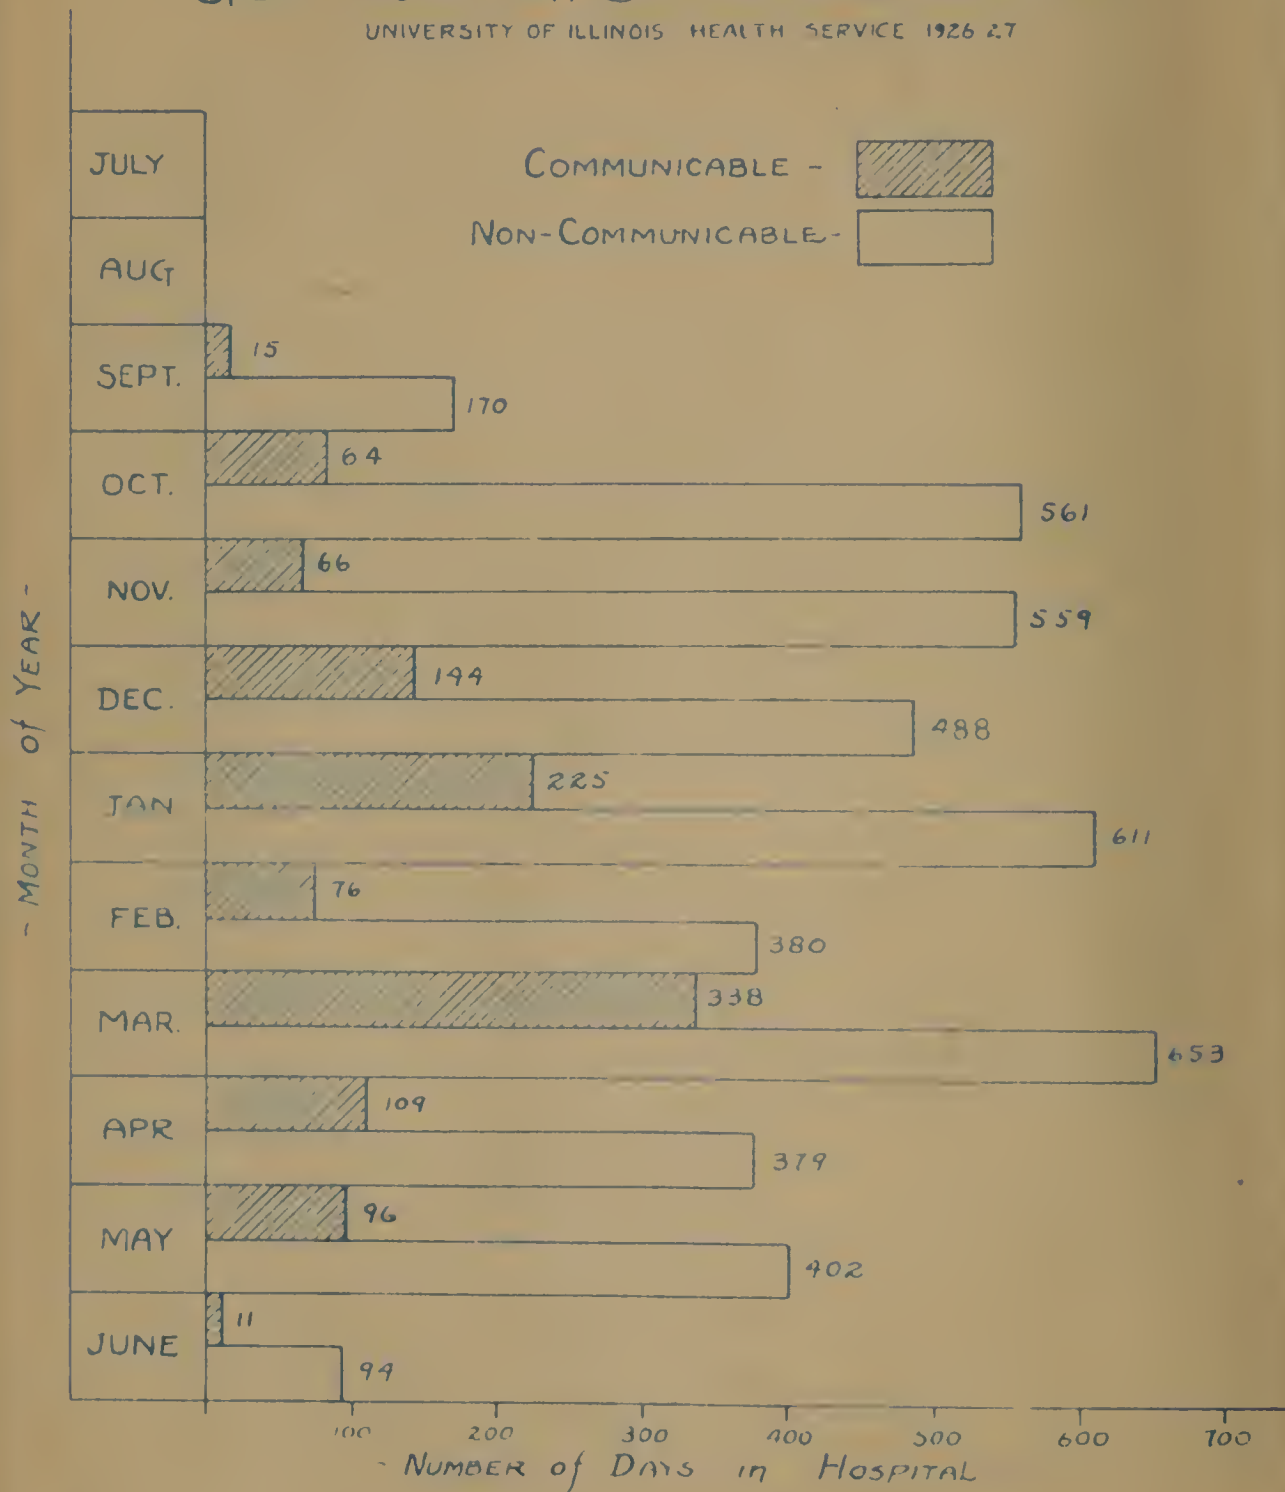 UNIVERSITY OF ILLINOIS HEALTH SERVICE 1926 27
COMMUNICABLE -
NON-COMMUNICABLE-
JULY
AUG
SEPT.
15
170
OCT.
64
561
NOV.
66
559
DEC.
144
488
JAN
225
611
FEB.
76
380
MAR.
338
653
APR
109
379
MAY
96
402
JUNE
11
94
100 200 300 400 500 600 700
- NUMBER of DAYS in HOSPITAL
- MONTH of YEAR -